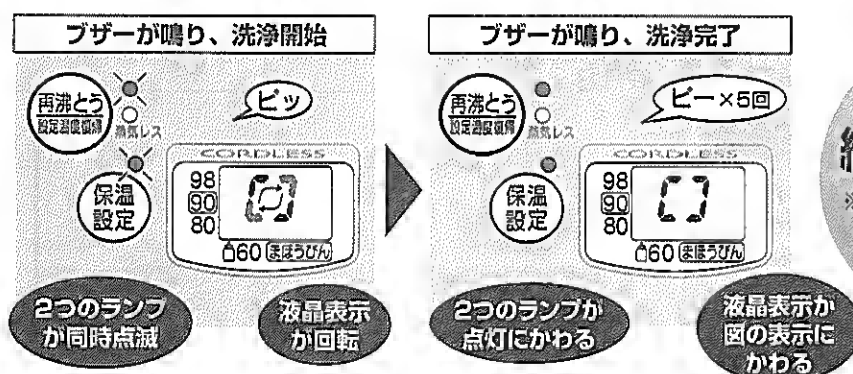 ブザーが鳴り、洗浄開始
再沸とう
設定温度復帰
蒸気レス
ピッ
CORDLESS
保温
設定
98
90
80
60 まほうびん
2つのランプ
が同時点滅
液晶表示
が回転
ブザーが鳴り、洗浄完了
再沸とう
設定温度復帰
蒸気レス
ピー×5回
CORDLESS
保温
設定
98
90
80
60 まほうびん
2つのランプが
点灯にかわる
液晶表示が
図の表示に
かわる
※